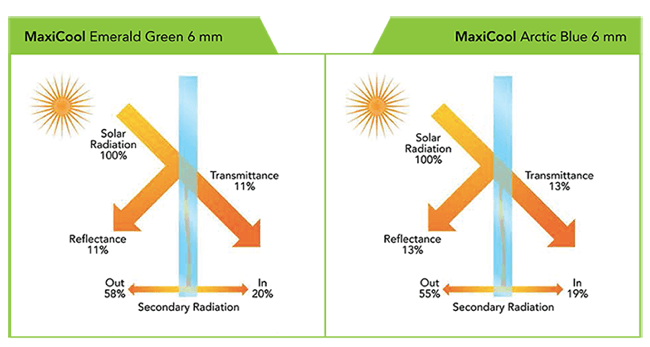 MaxiCool Emerald Green 6 mm
Solar
Radiation
100%
Transmittance
11%
Reflectance
11%
Out
58%
In
20%
Secondary Radiation
MaxiCool Arctic Blue 6 mm
Solar
Radiation
100%
Transmittance
13%
Reflectance
13%
Out
55%
In
19%
Secondary Radiation